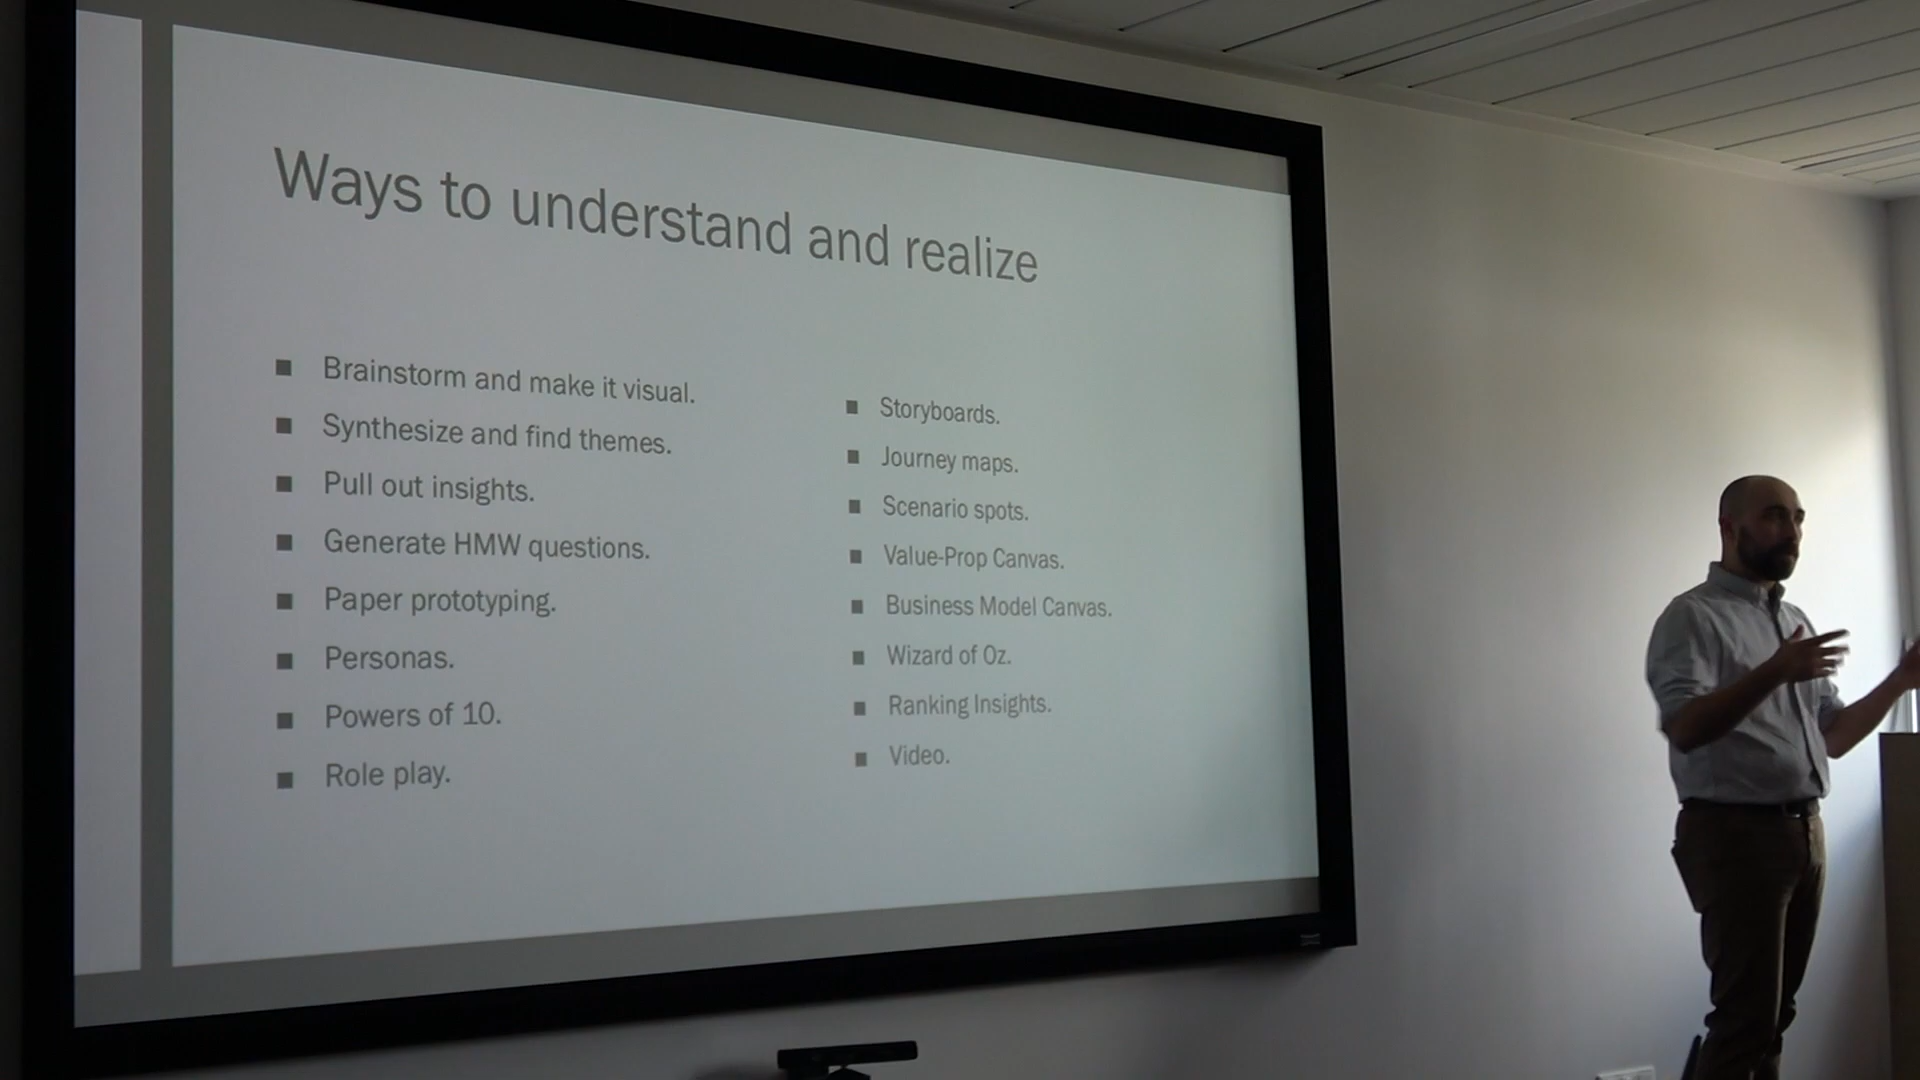 Ways to understand and realize
Brainstorm and make it visual.
Synthesize and find themes.
Pull out insights.
Generate HMW questions.
Paper prototyping.
Personas.
Powers of 10.
Role play.
Storyboards.
Journey maps.
Scenario spots.
Value-Prop Canvas.
Business Model Canvas.
Wizard of Oz.
Ranking Insights.
Video.